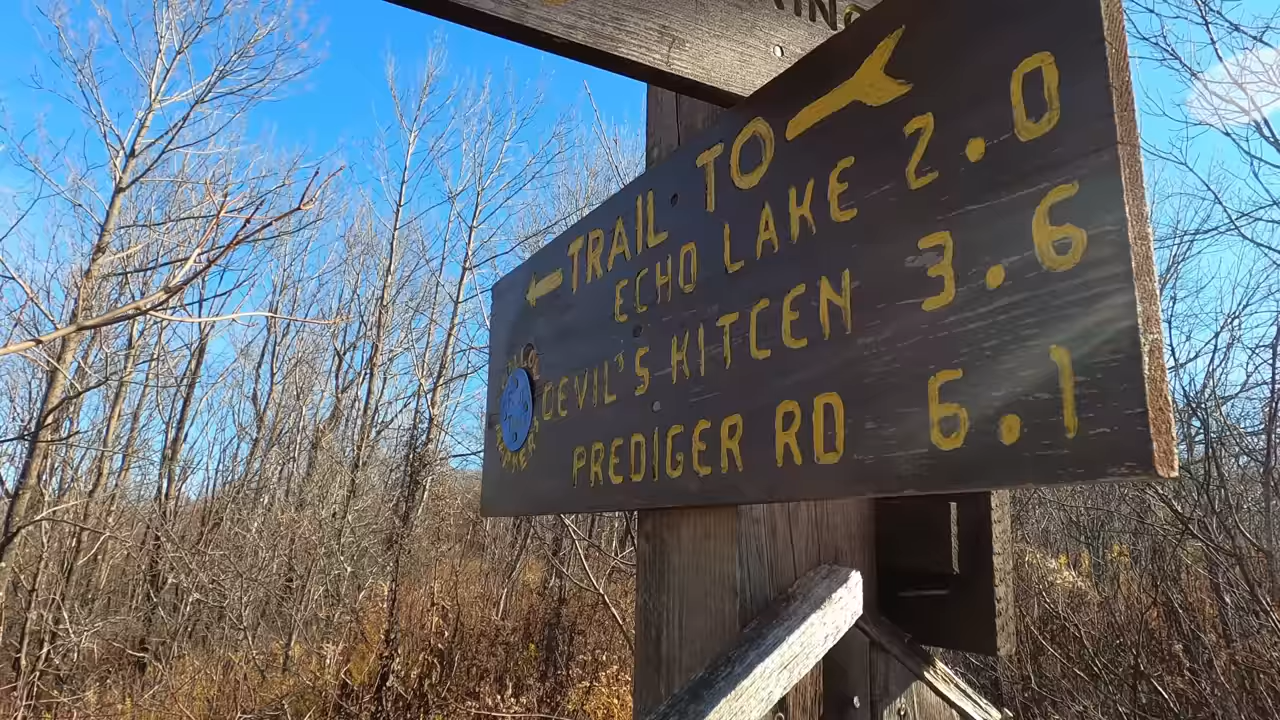 TRAIL TO
ECHO LAKE 2.0
DEVIL'S KITCEN 3.6
PREDIGER RD 6.1